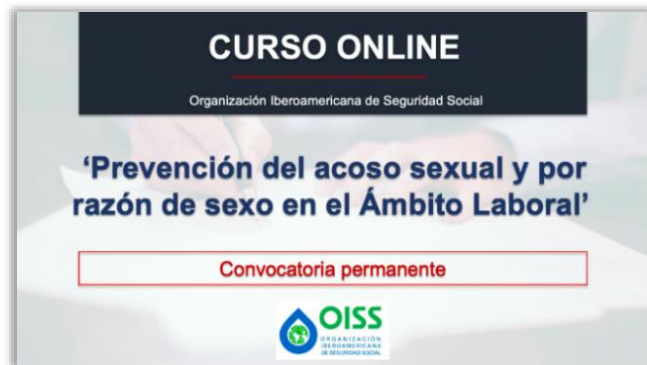 CURSO ONLINE
Organización Iberoamericana de Seguridad Social
‘Prevención del acoso sexual y por
razón de sexo en el Ámbito Laboral’
Convocatoria permanente
OISS
ORGANIZACIÓN
IBEROAMERICANA
DE SEGURIDAD SOCIAL